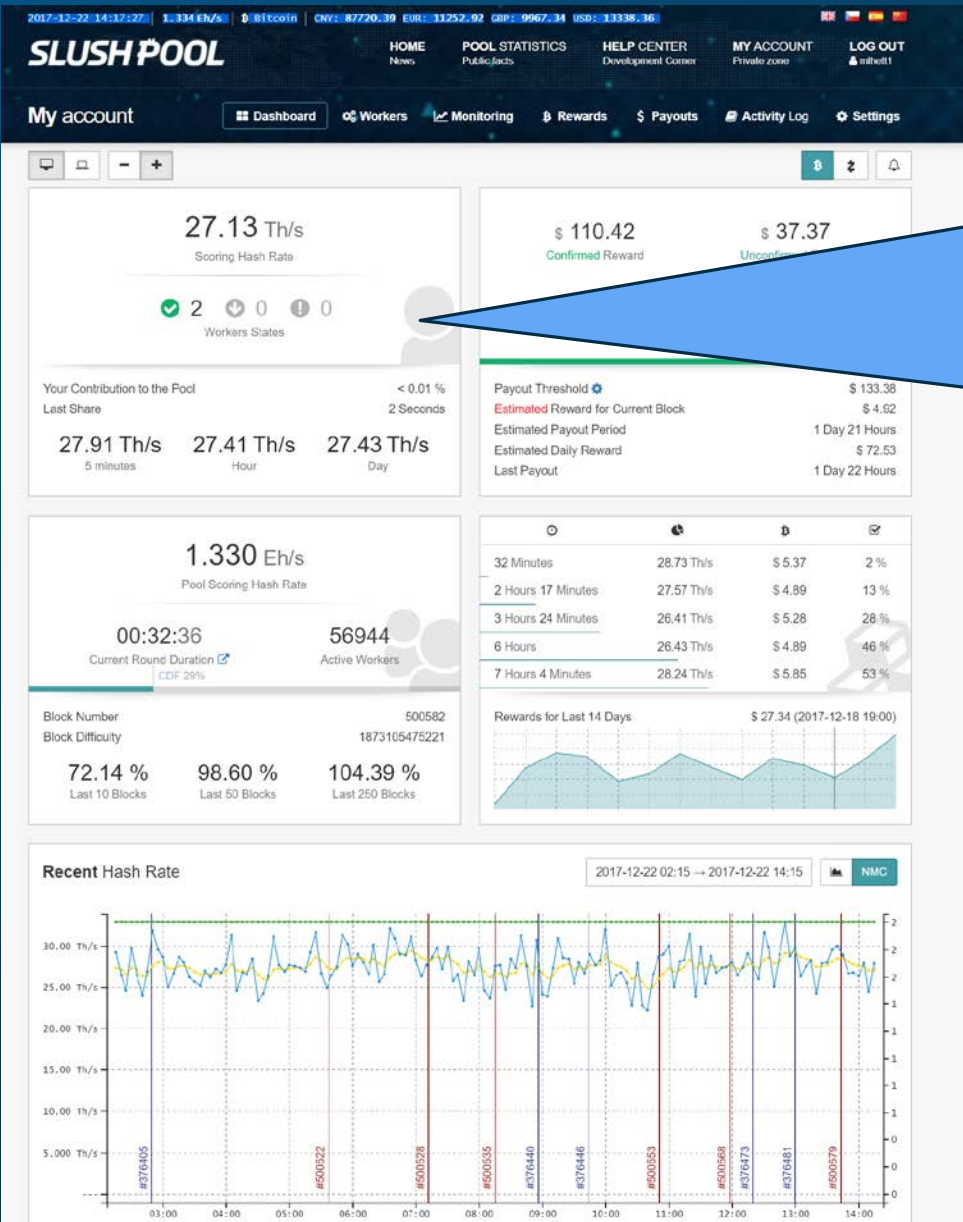 2017-12-22 14:17:27 | 1.334 Eh/s | Bitcoin | CNY: 87720.39 EUR: 11252.92 GBP: 9967.34 USD: 13338.36
SLUSH POOL
HOME POOL STATISTICS HELP CENTER MY ACCOUNT LOG OUT
News Public facts Development Corner Private zone
My account Dashboard Workers Monitoring Rewards $ Payouts Activity Log Settings
27.13 Th/s
Scoring Hash Rate
2 0 0
Workers States
Your Contribution to the Pool < 0.01 %
Last Share 2 Seconds
27.91 Th/s 27.41 Th/s 27.43 Th/s
5 minutes Hour Day
$ 110.42 $ 37.37
Confirmed Reward
Payout Threshold $ 133.38
Estimated Reward for Current Block $ 4.92
Estimated Payout Period 1 Day 21 Hours
Estimated Daily Reward $ 72.53
Last Payout 1 Day 22 Hours
1.330 Eh/s
Pool Scoring Hash Rate
00:32:36 56944
Current Round Duration Active Workers
CDF 29%
Block Number 500582
Block Difficulty 1873105475221
72.14 % 98.60 % 104.39 %
Last 10 Blocks Last 50 Blocks Last 250 Blocks
32 Minutes 28.73 Th/s $ 5.37 2 %
2 Hours 17 Minutes 27.57 Th/s $ 4.89 13 %
3 Hours 24 Minutes 26.41 Th/s $ 5.28 28 %
6 Hours 26.43 Th/s $ 4.89 46 %
7 Hours 4 Minutes 28.24 Th/s $ 5.85 53 %
Rewards for Last 14 Days $ 27.34 (2017-12-18 19:00)
Recent Hash Rate 2017-12-22 02:15 → 2017-12-22 14:15 NMC
30.00 Th/s
25.00 Th/s
20.00 Th/s
15.00 Th/s
10.00 Th/s
5.000 Th/s
2
2
2
1
1
1
1
0
0
0
#376405
#500522
#500528
#500535
#376440
#376446
#500553
#500568
#376473
#376481
#500579
03:00 04:00 05:00 06:00 07:00 08:00 09:00 10:00 11:00 12:00 13:00 14:00